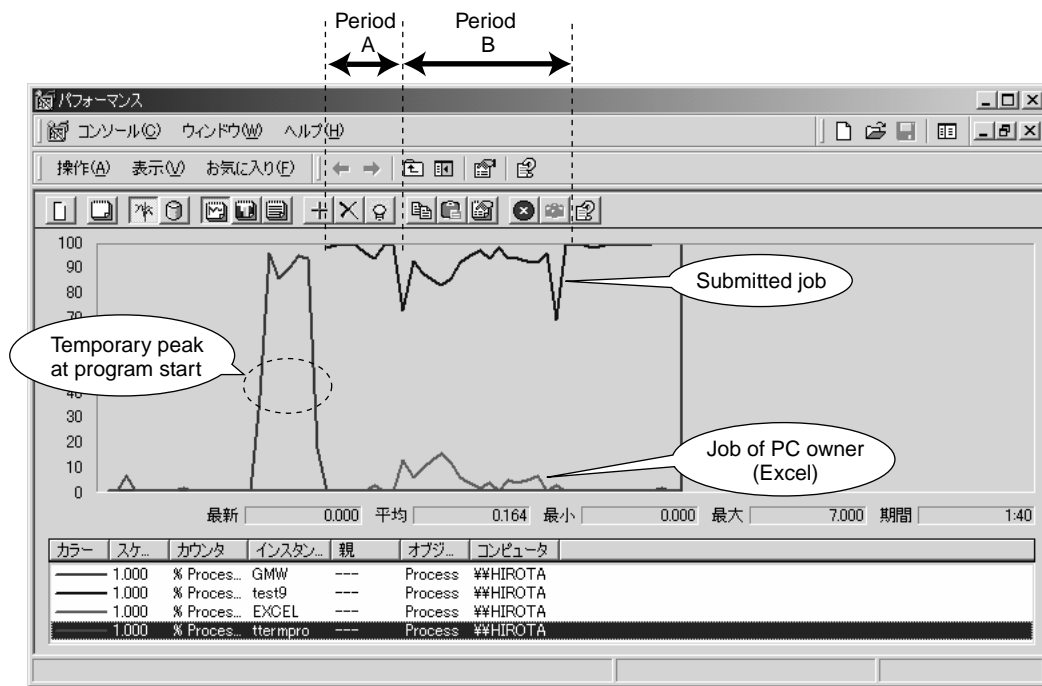 Period
A
Period
B
パフォーマンス
コンソール(C) ウィンドウ(W) ヘルプ(H)
操作(A) 表示(V) お気に入り(F)
100
90
80
70
Submitted job
Temporary peak
at program start
40
30
20
10
0
Job of PC owner
(Excel)
最新 0.000 平均 0.164 最小 0.000 最大 7.000 期間 1:40
カラー スケ... カウンタ インスタン... 親 オブジ... コンピュータ
1.000 % Proces... GMW --- Process ¥¥HIROTA
1.000 % Proces... test9 --- Process ¥¥HIROTA
1.000 % Proces... EXCEL --- Process ¥¥HIROTA
1.000 % Proces... ttermpro --- Process ¥¥HIROTA